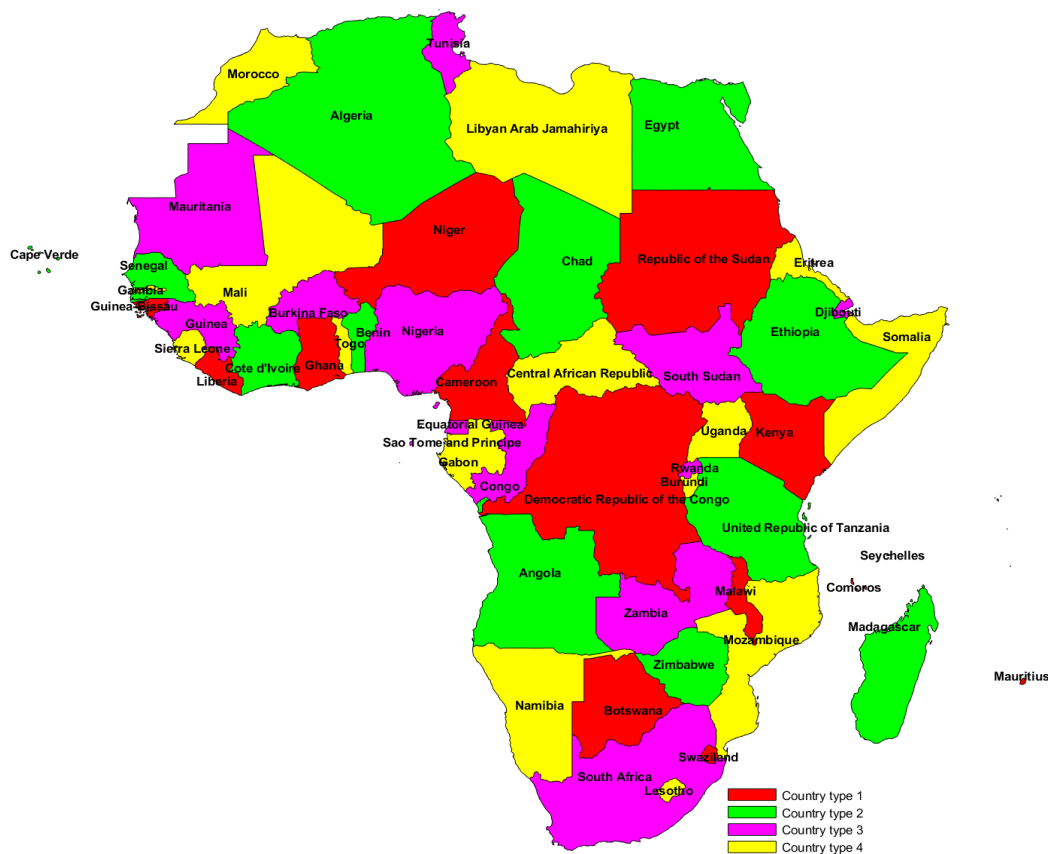 Tunisia
Morocco
Algeria
Libyan Arab Jamahiriya
Egypt
Mauritania
Niger
Cape Verde
Senegal
Chad
Republic of the Sudan
Eritrea
Gambia
Mali
Guinea-Bissau
Burkina Faso
Djibouti
Guinea
Benin
Nigeria
Ethiopia
Somalia
Sierra Leone
Togo
Ghana
Cote d'Ivoire
Liberia
Cameroon
Central African Republic
South Sudan
Equatorial Guinea
Uganda
Kenya
Sao Tome and Principe
Gabon
Rwanda
Congo
Burundi
Democratic Republic of the Congo
United Republic of Tanzania
Seychelles
Angola
Malawi
Comoros
Zambia
Madagascar
Mozambique
Zimbabwe
Mauritius
Namibia
Botswana
Swaziland
South Africa
Lesotho
Country type 1
Country type 2
Country type 3
Country type 4